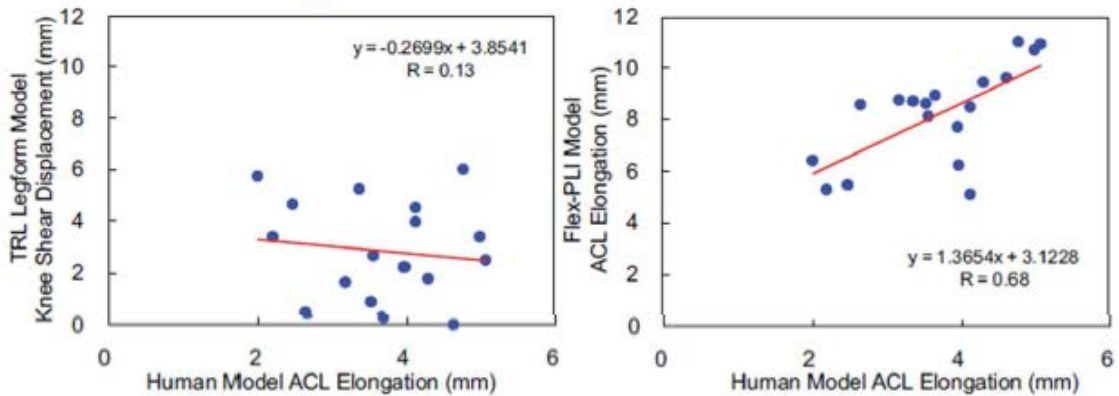 TRL Legform Model
Knee Shear Displacement (mm)
12
10
8
6
4
2
0
y = -0.2699x + 3.8541
R = 0.13
0
2
4
6
Human Model ACL Elongation (mm)
Flex-PLI Model
ACL Elongation (mm)
12
10
8
6
4
2
0
y = 1.3654x + 3.1228
R = 0.68
0
2
4
6
Human Model ACL Elongation (mm)